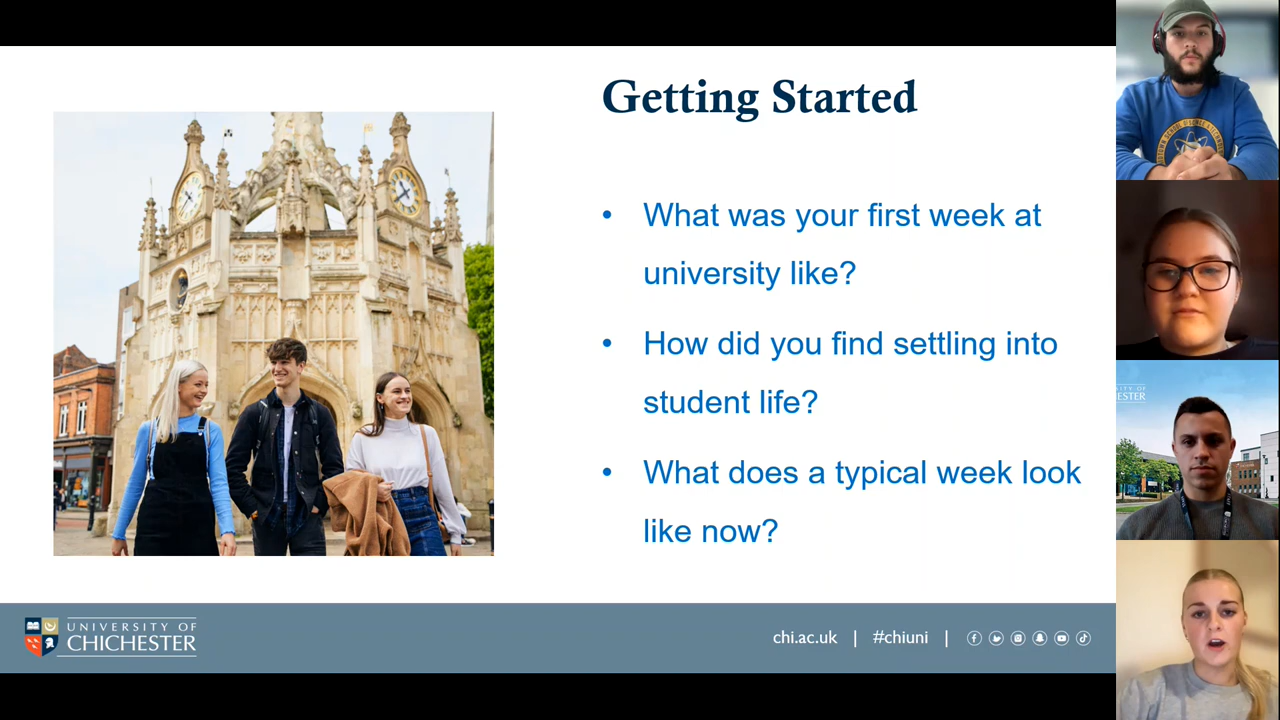 Getting Started
• What was your first week at
university like?
• How did you find settling into
student life?
• What does a typical week look
like now?
UNIVERSITY OF
CHICHESTER
chi.ac.uk | #chiuni |